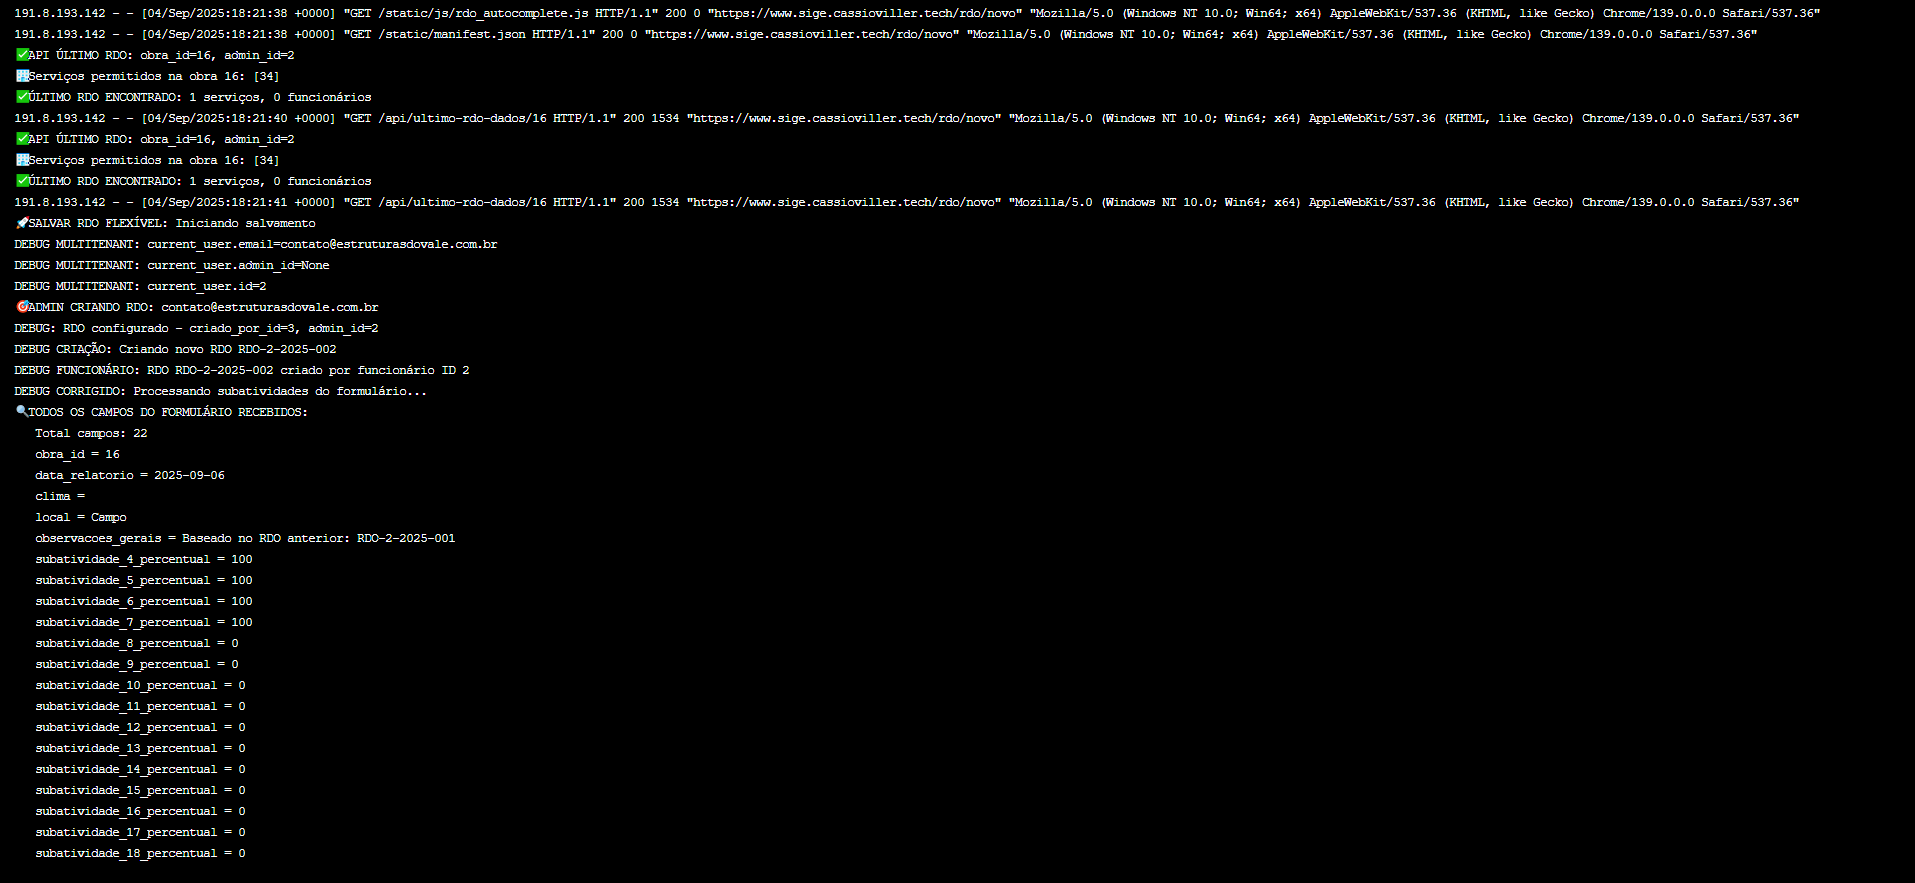 191.8.193.142 - - [04/Sep/2025:18:21:38 +0000] "GET /static/js/rdo_autocomplete.js HTTP/1.1" 200 0 "https://www.sige.cassioviller.tech/rdo/novo" "Mozilla/5.0 (Windows NT 10.0; Win64; x64) AppleWebKit/537.36 (KHTML, like Gecko) Chrome/139.0.0.0 Safari/537.36"
191.8.193.142 - - [04/Sep/2025:18:21:38 +0000] "GET /static/manifest.json HTTP/1.1" 200 0 "https://www.sige.cassioviller.tech/rdo/novo" "Mozilla/5.0 (Windows NT 10.0; Win64; x64) AppleWebKit/537.36 (KHTML, like Gecko) Chrome/139.0.0.0 Safari/537.36"
✅API ÚLTIMO RDO: obra_id=16, admin_id=2
🏢Serviços permitidos na obra 16: [34]
✅ÚLTIMO RDO ENCONTRADO: 1 serviços, 0 funcionários
191.8.193.142 - - [04/Sep/2025:18:21:40 +0000] "GET /api/ultimo-rdo-dados/16 HTTP/1.1" 200 1534 "https://www.sige.cassioviller.tech/rdo/novo" "Mozilla/5.0 (Windows NT 10.0; Win64; x64) AppleWebKit/537.36 (KHTML, like Gecko) Chrome/139.0.0.0 Safari/537.36"
✅API ÚLTIMO RDO: obra_id=16, admin_id=2
🏢Serviços permitidos na obra 16: [34]
✅ÚLTIMO RDO ENCONTRADO: 1 serviços, 0 funcionários
191.8.193.142 - - [04/Sep/2025:18:21:41 +0000] "GET /api/ultimo-rdo-dados/16 HTTP/1.1" 200 1534 "https://www.sige.cassioviller.tech/rdo/novo" "Mozilla/5.0 (Windows NT 10.0; Win64; x64) AppleWebKit/537.36 (KHTML, like Gecko) Chrome/139.0.0.0 Safari/537.36"
🚀SALVAR RDO FLEXÍVEL: Iniciando salvamento
DEBUG MULTITENANT: current_user.email=contato@estruturasdovale.com.br
DEBUG MULTITENANT: current_user.admin_id=None
DEBUG MULTITENANT: current_user.id=2
🎯ADMIN CRIANDO RDO: contato@estruturasdovale.com.br
DEBUG: RDO configurado - criado_por_id=3, admin_id=2
DEBUG CRIAÇÃO: Criando novo RDO RDO-2-2025-002
DEBUG FUNCIONÁRIO: RDO RDO-2-2025-002 criado por funcionário ID 2
DEBUG CORRIGIDO: Processando subatividades do formulário...
🔍TODOS OS CAMPOS DO FORMULÁRIO RECEBIDOS:
Total campos: 22
obra_id = 16
data_relatorio = 2025-09-06
clima =
local = Campo
observacoes_gerais = Baseado no RDO anterior: RDO-2-2025-001
subatividade_4_percentual = 100
subatividade_5_percentual = 100
subatividade_6_percentual = 100
subatividade_7_percentual = 100
subatividade_8_percentual = 0
subatividade_9_percentual = 0
subatividade_10_percentual = 0
subatividade_11_percentual = 0
subatividade_12_percentual = 0
subatividade_13_percentual = 0
subatividade_14_percentual = 0
subatividade_15_percentual = 0
subatividade_16_percentual = 0
subatividade_17_percentual = 0
subatividade_18_percentual = 0